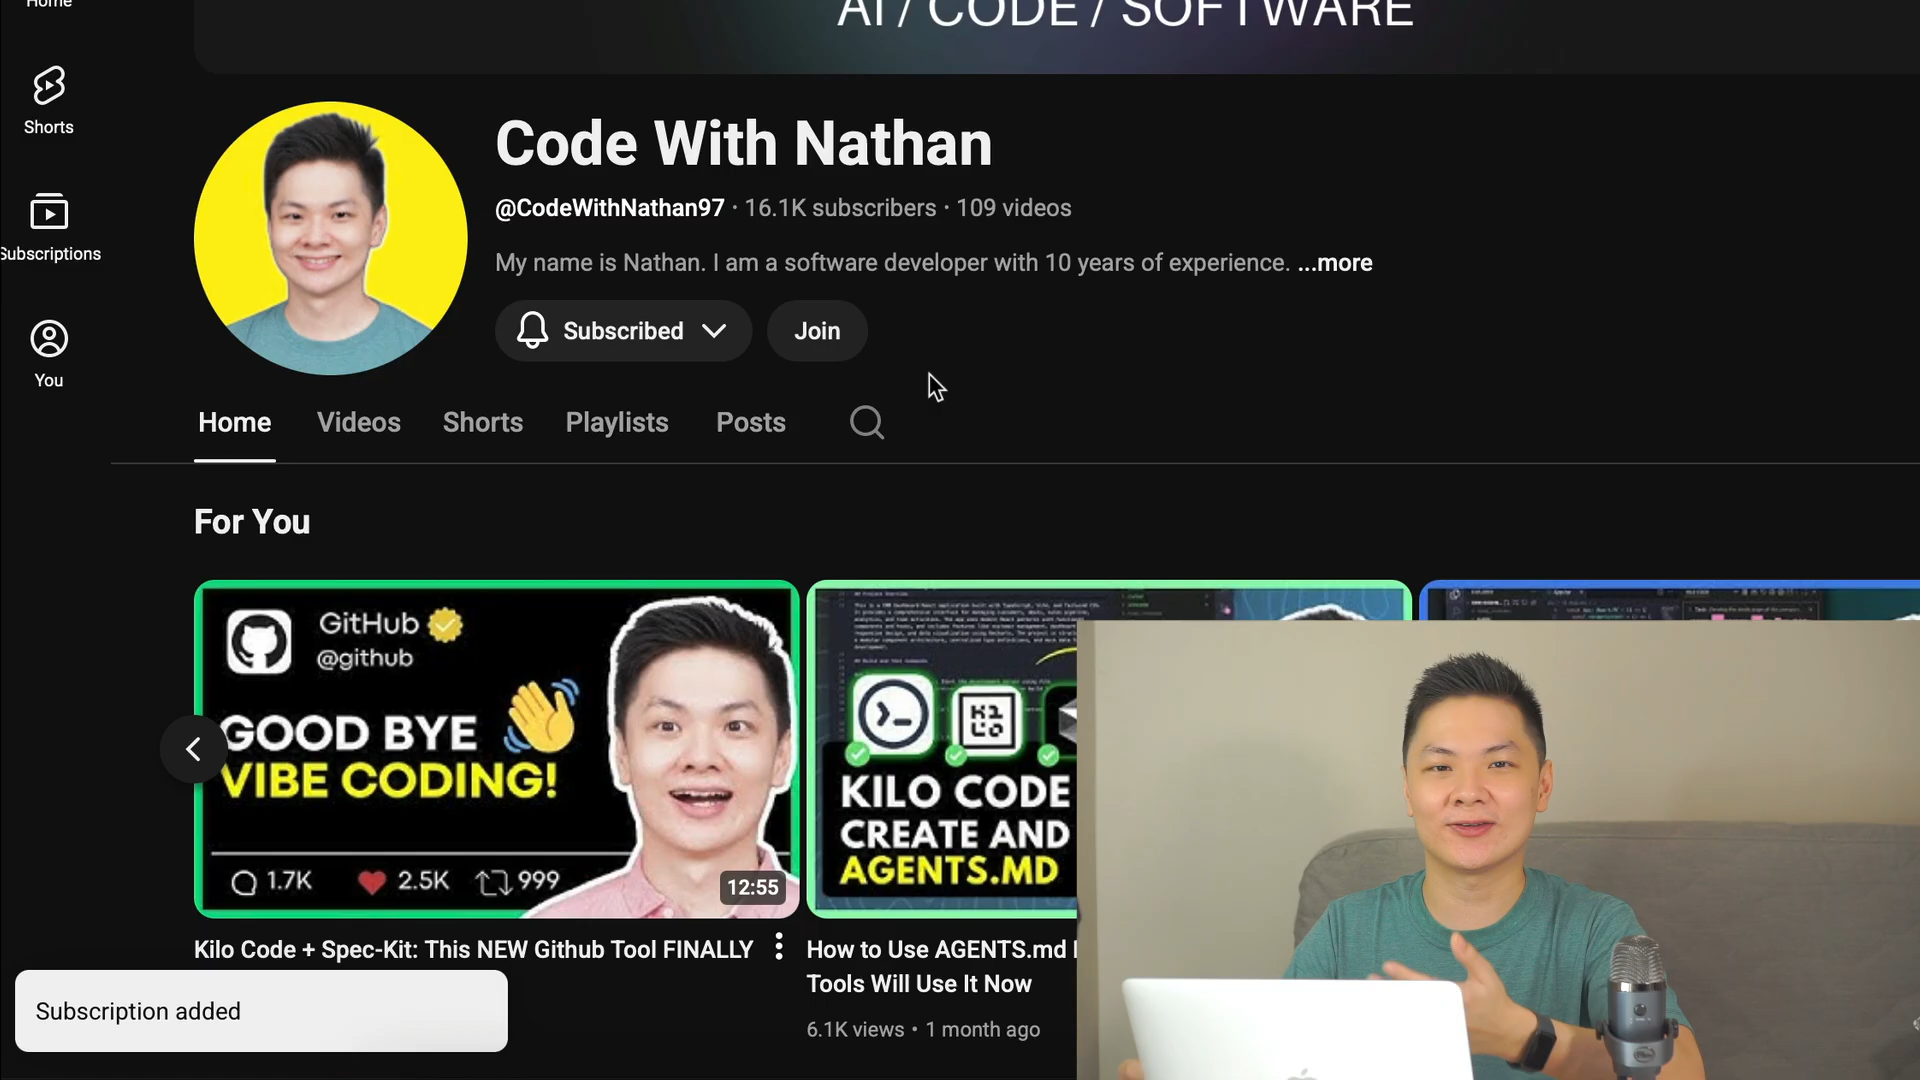 Home
AI / CODE / SOFTWARE
Shorts
Subscriptions
You
Code With Nathan
@CodeWithNathan97 · 16.1K subscribers · 109 videos
My name is Nathan. I am a software developer with 10 years of experience. ...more
Subscribed
Join
Home Videos Shorts Playlists Posts
For You
GitHub
@github
GOOD BYE
VIBE CODING!
1.7K 2.5K 999
12:55
KILO CODE
CREATE AND
AGENTS.MD
Kilo Code + Spec-Kit: This NEW Github Tool FINALLY
How to Use AGENTS.md
Tools Will Use It Now
6.1K views • 1 month ago
Subscription added